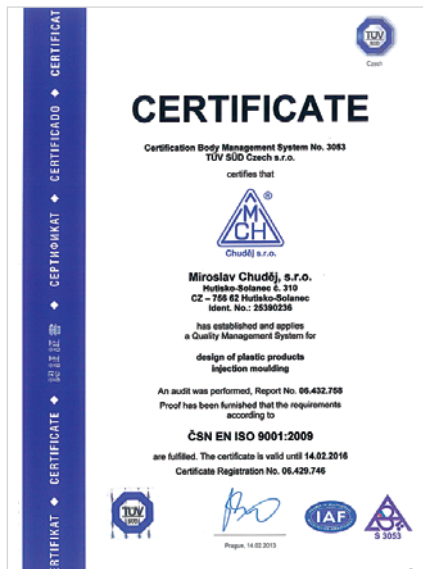 TÜV
SÜD
Czech
CERTIFICATE
Certification Body Management System No. 3053
TÜV SÜD Czech s.r.o.
certifies that
®
M
CH
Chuděj s.r.o.
Miroslav Chuděj, s.r.o.
Hutisko-Solanec č. 310
CZ – 756 62 Hutisko-Solanec
Ident. No.: 25390236
has established and applies
a Quality Management System for
design of plastic products
injection moulding
An audit was performed, Report No. 06.432.758
Proof has been furnished that the requirements
according to
ČSN EN ISO 9001:2009
are fulfilled. The certificate is valid until 14.02.2016
Certificate Registration No. 06.429.746
TÜV
SÜD
IAF
S 3053
Prague, 14.02.2013
ERTIFIKAT ◆ CERTIFICATE ◆ ◆ СЕРТИФИКАТ ◆ CERTIFICADO ◆ CERTIFICAT